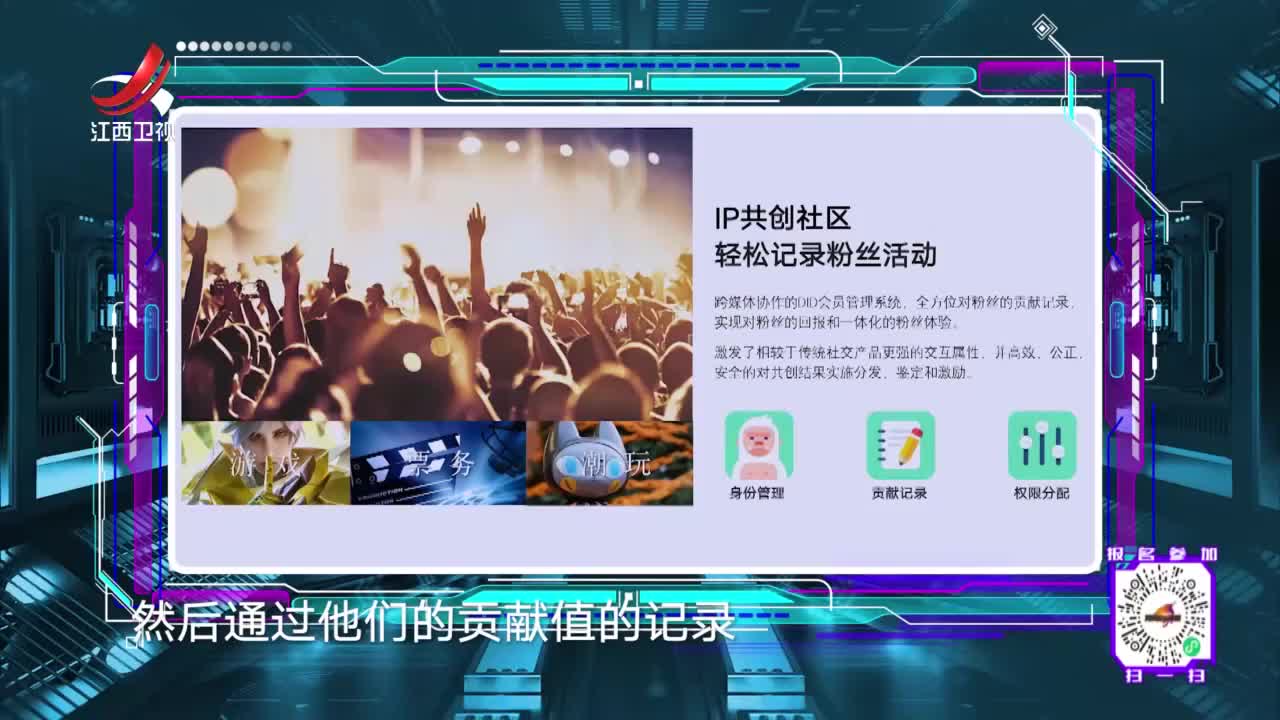 江西卫视
IP共创社区
轻松记录粉丝活动
跨媒体协作的DID会员管理系统，全方位对粉丝的贡献记录，
实现对粉丝的回报和一体化的粉丝体验。
激发了相较于传统社交产品更强的交互属性，并高效、公正、
安全的对共创结果实施分发、鉴定和激励。
游戏
票务
潮玩
PRODUCTION
身份管理
贡献记录
权限分配
报名参加
然后通过他们的贡献值的记录
扫一扫